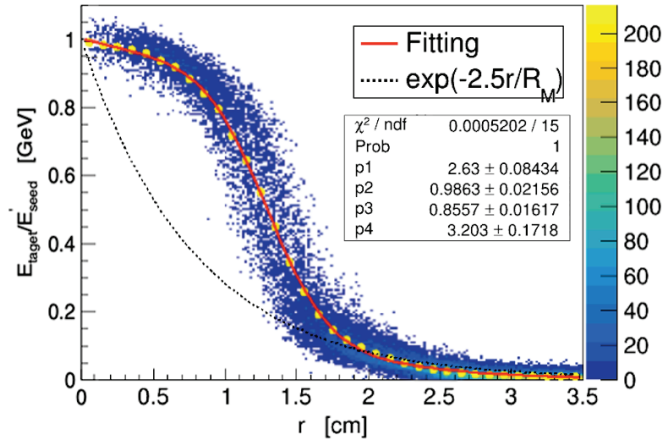 Fitting
exp(-2.5r/R_M)
χ² / ndf 0.0005202 / 15
Prob 1
p1 2.63 ± 0.08434
p2 0.9863 ± 0.02156
p3 0.8557 ± 0.01617
p4 3.203 ± 0.1718
E_taget/E'_seed [GeV]
1
0.8
0.6
0.4
0.2
0
0 0.5 1 1.5 2 2.5 3 3.5
r [cm]
200
180
160
140
120
100
80
60
40
20
0